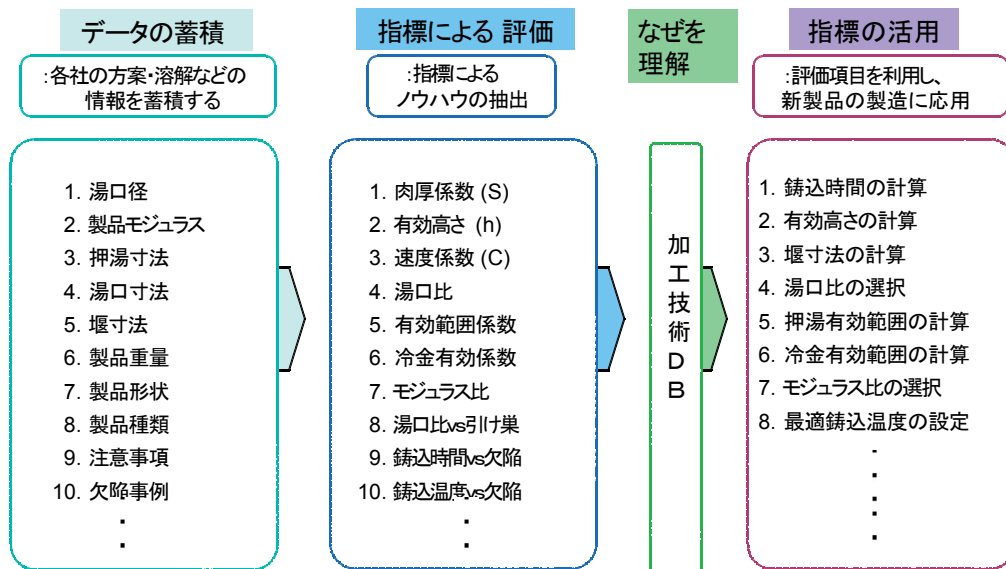 データの蓄積
:各社の方案・溶解などの
情報を蓄積する
1. 湯口径
2. 製品モジュラス
3. 押湯寸法
4. 湯口寸法
5. 堰寸法
6. 製品重量
7. 製品形状
8. 製品種類
9. 注意事項
10. 欠陥事例
・
・
指標による 評価
:指標による
ノウハウの抽出
1. 肉厚係数 (S)
2. 有効高さ (h)
3. 速度係数 (C)
4. 湯口比
5. 有効範囲係数
6. 冷金有効係数
7. モジュラス比
8. 湯口比vs引け巣
9. 鋳込時間vs欠陥
10. 鋳込温度vs欠陥
・
・
なぜを
理解
加
工
技
術
D
B
指標の活用
:評価項目を利用し、
新製品の製造に応用
1. 鋳込時間の計算
2. 有効高さの計算
3. 堰寸法の計算
4. 湯口比の選択
5. 押湯有効範囲の計算
6. 冷金有効範囲の計算
7. モジュラス比の選択
8. 最適鋳込温度の設定
・
・
・
・